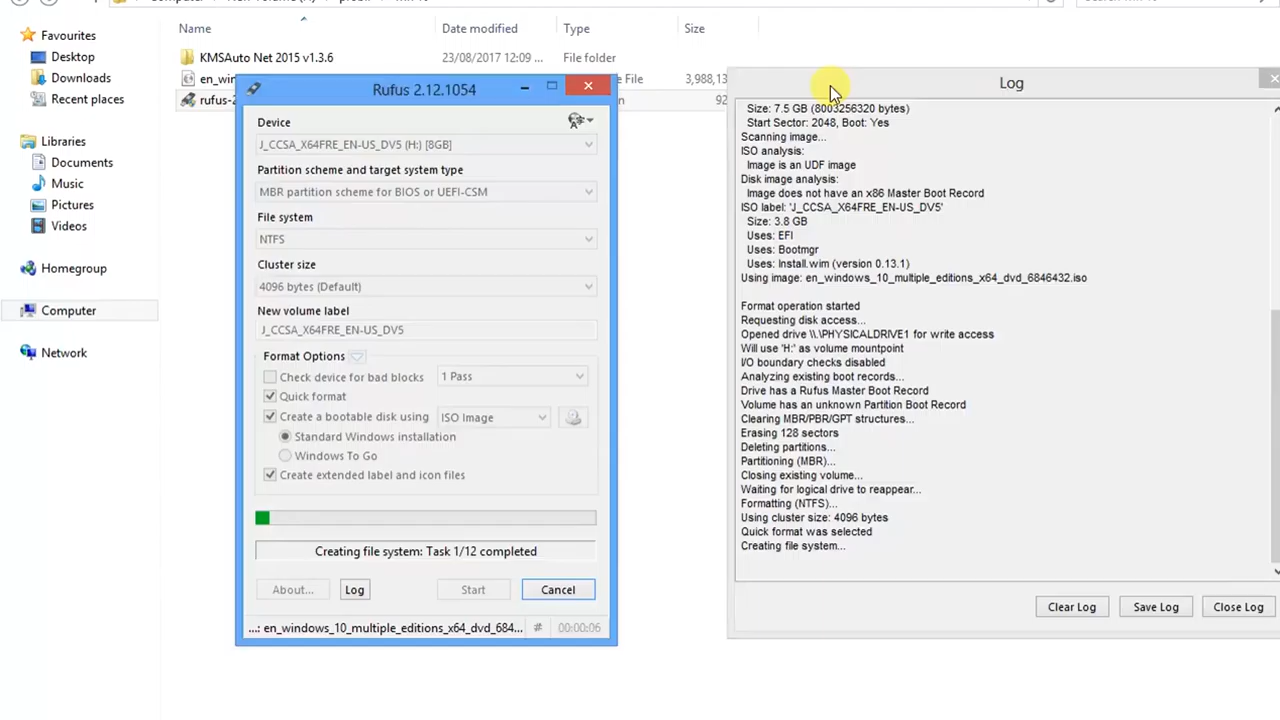 Name
Date modified
Type
Size
KMSAuto Net 2015 v1.3.6
23/08/2017 12:09 ...
File folder
en_win
File
3,988,13
rufus-2
92
Favourites
Desktop
Downloads
Recent places
Libraries
Documents
Music
Pictures
Videos
Homegroup
Computer
Network
Rufus 2.12.1054
Device
J_CCSA_X64FRE_EN-US_DV5 (H:) [8GB]
Partition scheme and target system type
MBR partition scheme for BIOS or UEFI-CSM
File system
NTFS
Cluster size
4096 bytes (Default)
New volume label
J_CCSA_X64FRE_EN-US_DV5
Format Options
Check device for bad blocks
1 Pass
Quick format
Create a bootable disk using
ISO Image
Standard Windows installation
Windows To Go
Create extended label and icon files
Creating file system: Task 1/12 completed
About...
Log
Start
Cancel
...: en_windows_10_multiple_editions_x64_dvd_684...
#
00:00:06
Log
Size: 7.5 GB (8003256320 bytes)
Start Sector: 2048, Boot: Yes
Scanning image...
ISO analysis:
Image is an UDF image
Disk image analysis:
Image does not have an x86 Master Boot Record
ISO label: 'J_CCSA_X64FRE_EN-US_DV5'
Size: 3.8 GB
Uses: EFI
Uses: Bootmgr
Uses: Install.wim (version 0.13.1)
Using image: en_windows_10_multiple_editions_x64_dvd_6846432.iso
Format operation started
Requesting disk access...
Opened drive \\.\PHYSICALDRIVE1 for write access
Will use 'H:' as volume mountpoint
I/O boundary checks disabled
Analyzing existing boot records...
Drive has a Rufus Master Boot Record
Volume has an unknown Partition Boot Record
Clearing MBR/PBR/GPT structures...
Erasing 128 sectors
Deleting partitions...
Partitioning (MBR)...
Closing existing volume...
Waiting for logical drive to reappear...
Formatting (NTFS)...
Using cluster size: 4096 bytes
Quick format was selected
Creating file system...
Clear Log
Save Log
Close Log